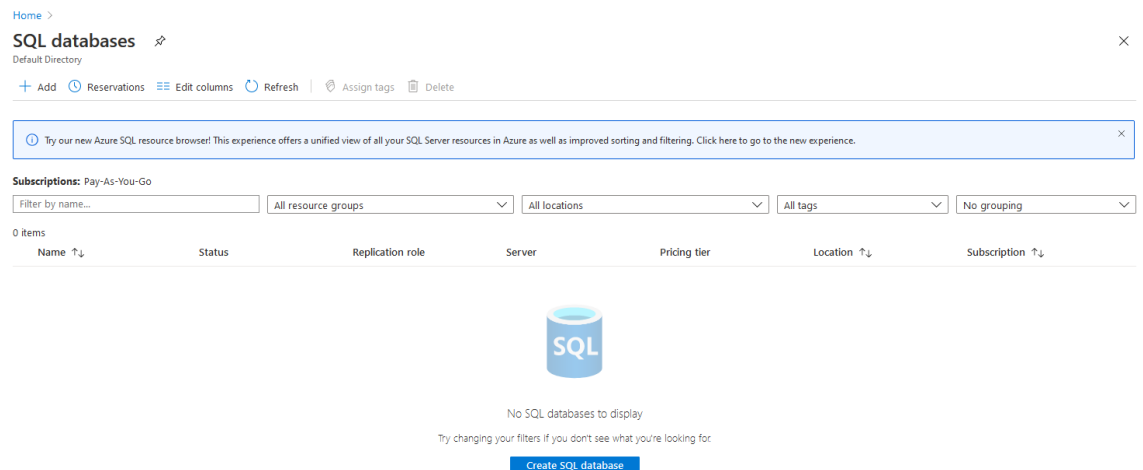 Home >
SQL databases
Default Directory
Add Reservations Edit columns Refresh Assign tags Delete
Try our new Azure SQL resource browser! This experience offers a unified view of all your SQL Server resources in Azure as well as improved sorting and filtering. Click here to go to the new experience.
Subscriptions: Pay-As-You-Go
Filter by name... All resource groups All locations All tags No grouping
0 items
Name ↑↓ Status Replication role Server Pricing tier Location ↑↓ Subscription ↑↓
SQL
No SQL databases to display
Try changing your filters if you don't see what you're looking for.
Create SQL database